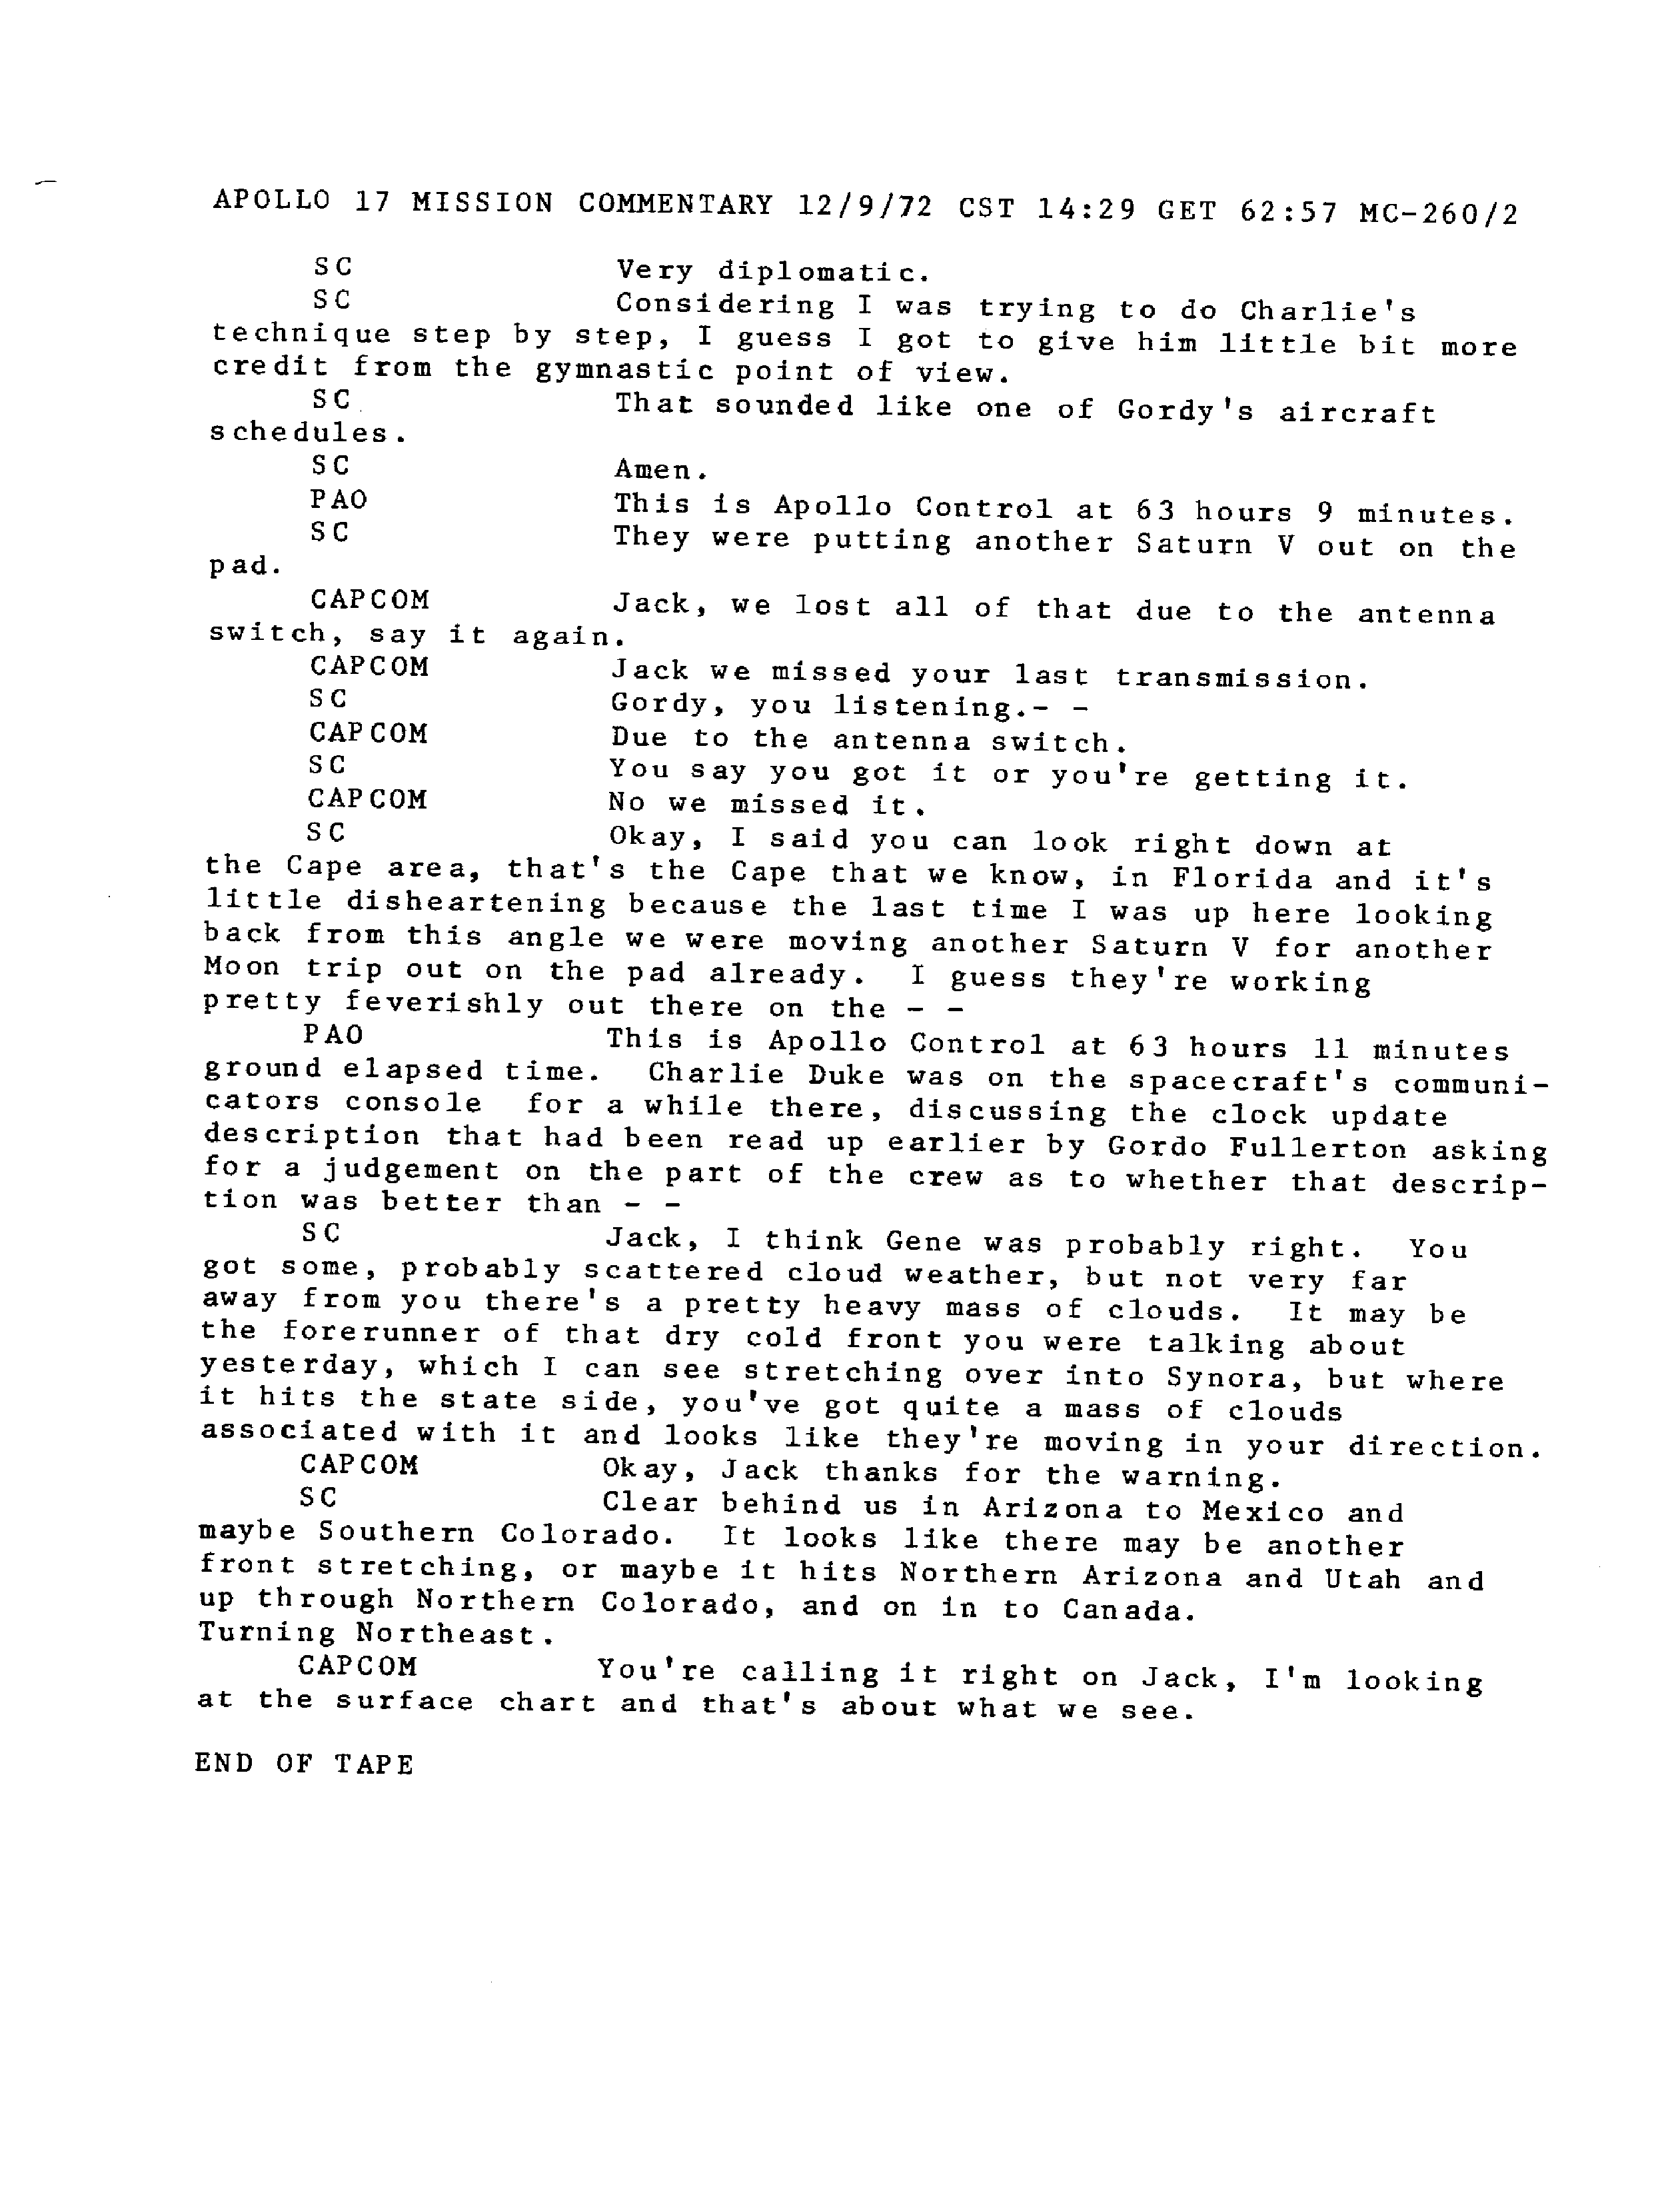 APOLLO 17 MISSION COMMENTARY 12/9/72 CST 14:29 GET 62:57 MC-260/2
SC Very diplomatic.
SC Considering I was trying to do Charlie's
technique step by step, I guess I got to give him little bit more
credit from the gymnastic point of view.
SC That sounded like one of Gordy's aircraft
schedules.
SC Amen.
PAO This is Apollo Control at 63 hours 9 minutes.
SC They were putting another Saturn V out on the
pad.
CAPCOM Jack, we lost all of that due to the antenna
switch, say it again.
CAPCOM Jack we missed your last transmission.
SC Gordy, you listening.- -
CAPCOM Due to the antenna switch.
SC You say you got it or you're getting it.
CAPCOM No we missed it.
SC Okay, I said you can look right down at
the Cape area, that's the Cape that we know, in Florida and it's
little disheartening because the last time I was up here looking
back from this angle we were moving another Saturn V for another
Moon trip out on the pad already. I guess they're working
pretty feverishly out there on the - -
PAO This is Apollo Control at 63 hours 11 minutes
ground elapsed time. Charlie Duke was on the spacecraft's communi-
cators console for a while there, discussing the clock update
description that had been read up earlier by Gordo Fullerton asking
for a judgement on the part of the crew as to whether that descrip-
tion was better than - -
SC Jack, I think Gene was probably right. You
got some, probably scattered cloud weather, but not very far
away from you there's a pretty heavy mass of clouds. It may be
the forerunner of that dry cold front you were talking about
yesterday, which I can see stretching over into Synora, but where
it hits the state side, you've got quite a mass of clouds
associated with it and looks like they're moving in your direction.
CAPCOM Okay, Jack thanks for the warning.
SC Clear behind us in Arizona to Mexico and
maybe Southern Colorado. It looks like there may be another
front stretching, or maybe it hits Northern Arizona and Utah and
up through Northern Colorado, and on in to Canada.
Turning Northeast.
CAPCOM You're calling it right on Jack, I'm looking
at the surface chart and that's about what we see.
END OF TAPE